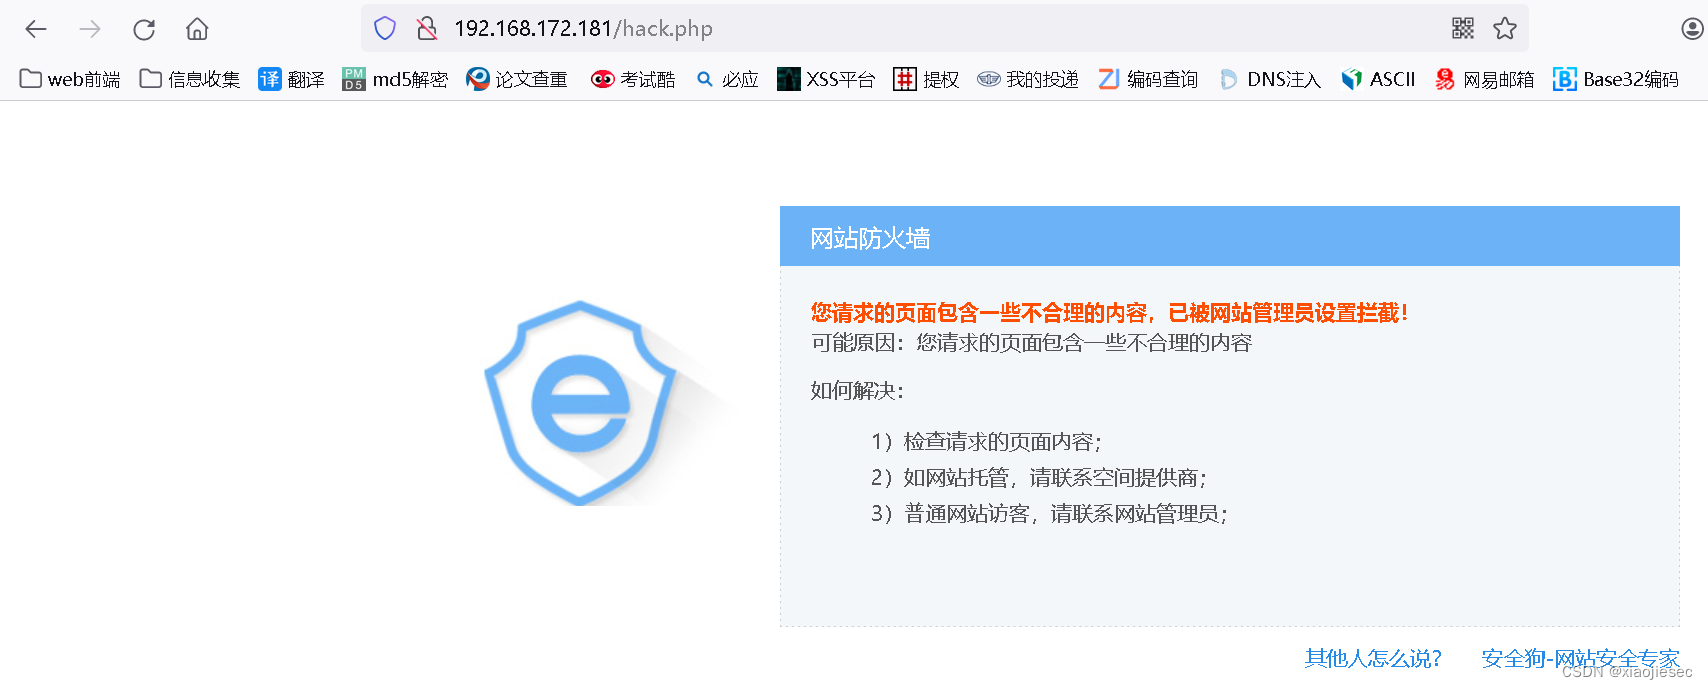 192.168.172.181/hack.php
web前端 信息收集 译 翻译 PM D5 md5解密 论文查重 考试酷 必应 XSS平台 提权 我的投递 编码查询 DNS注入 ASCII 网易邮箱 Base32编码
网站防火墙
您请求的页面包含一些不合理的内容，已被网站管理员设置拦截！
可能原因：您请求的页面包含一些不合理的内容
如何解决：
1）检查请求的页面内容；
2）如网站托管，请联系空间提供商；
3）普通网站访客，请联系网站管理员；
其他人怎么说？ 安全狗-网站安全专家
CSDN @xiaojiesec